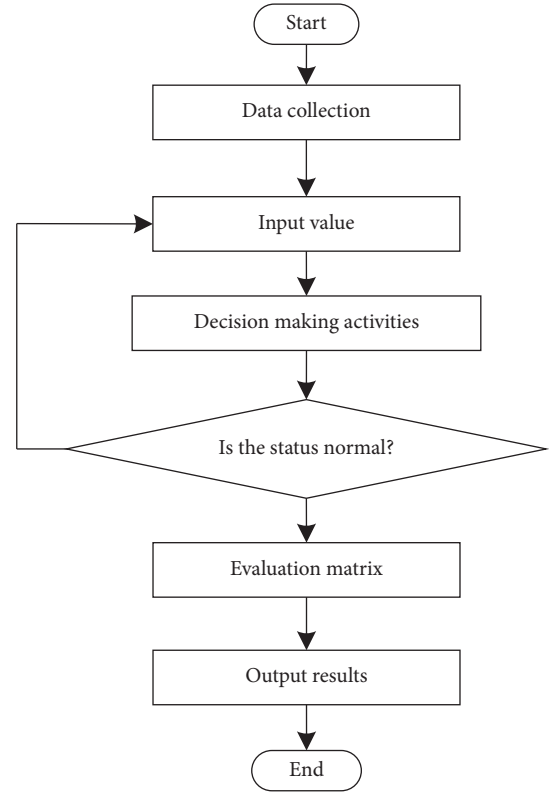 Start
Data collection
Input value
Decision making activities
Is the status normal?
Evaluation matrix
Output results
End